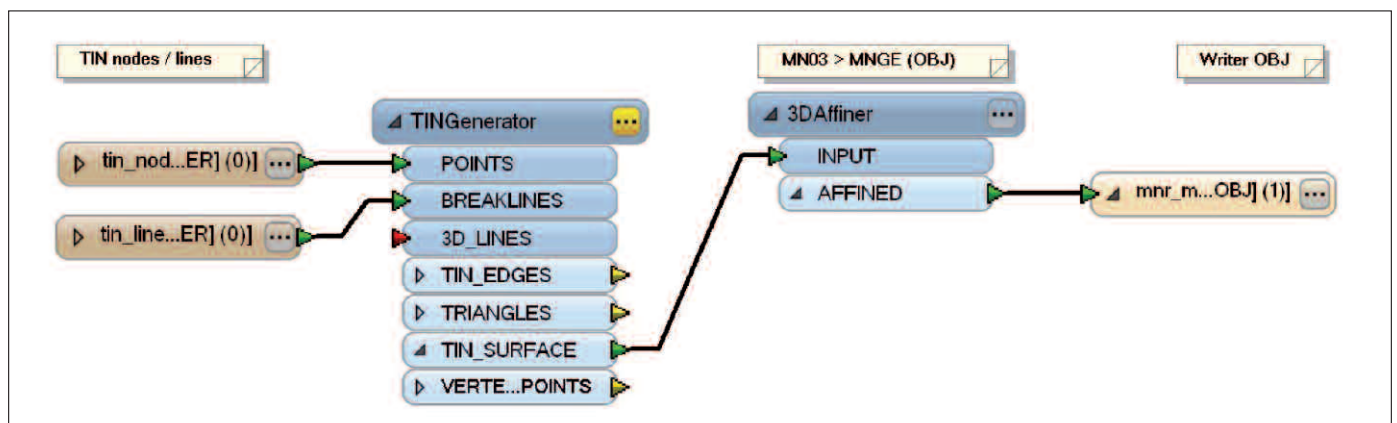 TIN nodes / lines
MN03 > MNGE (OBJ)
Writer OBJ
TINGenerator
3DAffiner
tin_nod...ER] (0)]
POINTS
INPUT
BREAKLINES
AFFINED
mnr_m...OBJ] (1)]
tin_line...ER] (0)]
3D_LINES
TIN_EDGES
TRIANGLES
TIN_SURFACE
VERTE...POINTS